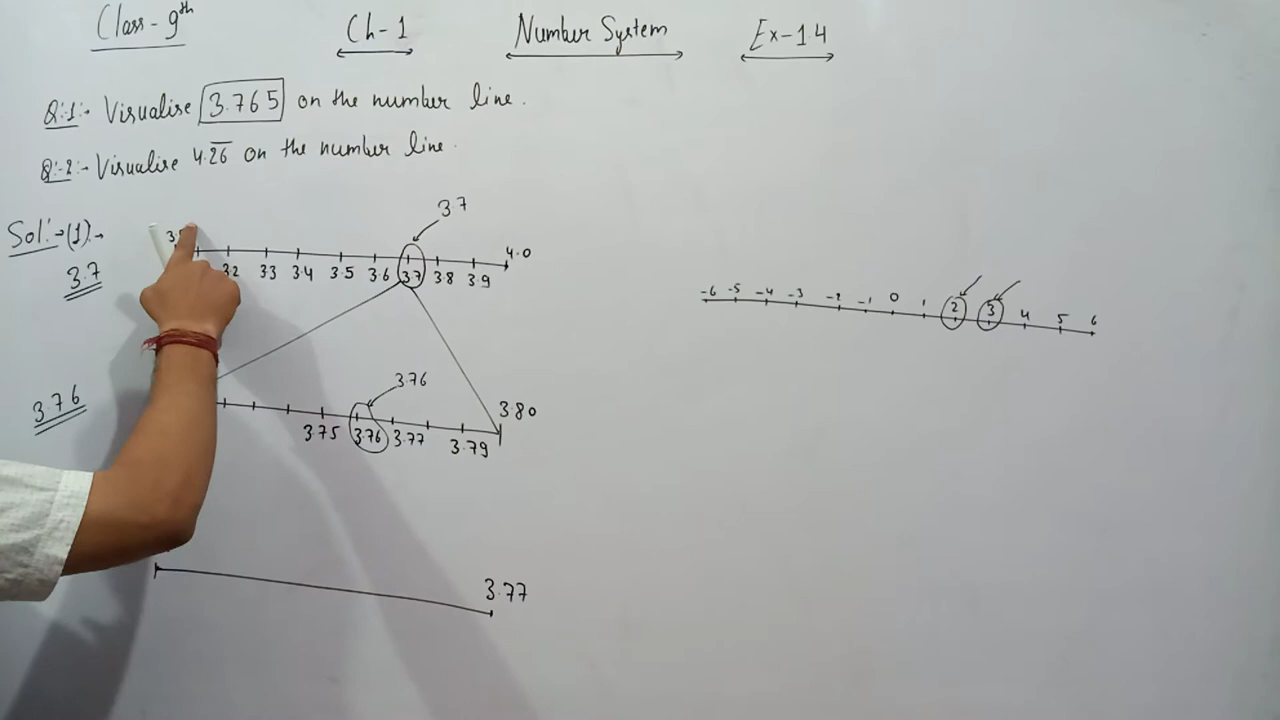 Class - 9th Ch-1 Number System Ex-1.4
Q:1:- Visualise 3.765 on the number line.
Q:-2:- Visualise 4.2̅6̅ on the number line.
Sol:-(1).-
3.7
3.7
4.0
3.2 3.3 3.4 3.5 3.6 3.7 3.8 3.9
3.76
3.76
3.80
3.75 3.76 3.77 3.79
3.77
-6 -5 -4 -3 -2 -1 0 1 2 3 4 5 6